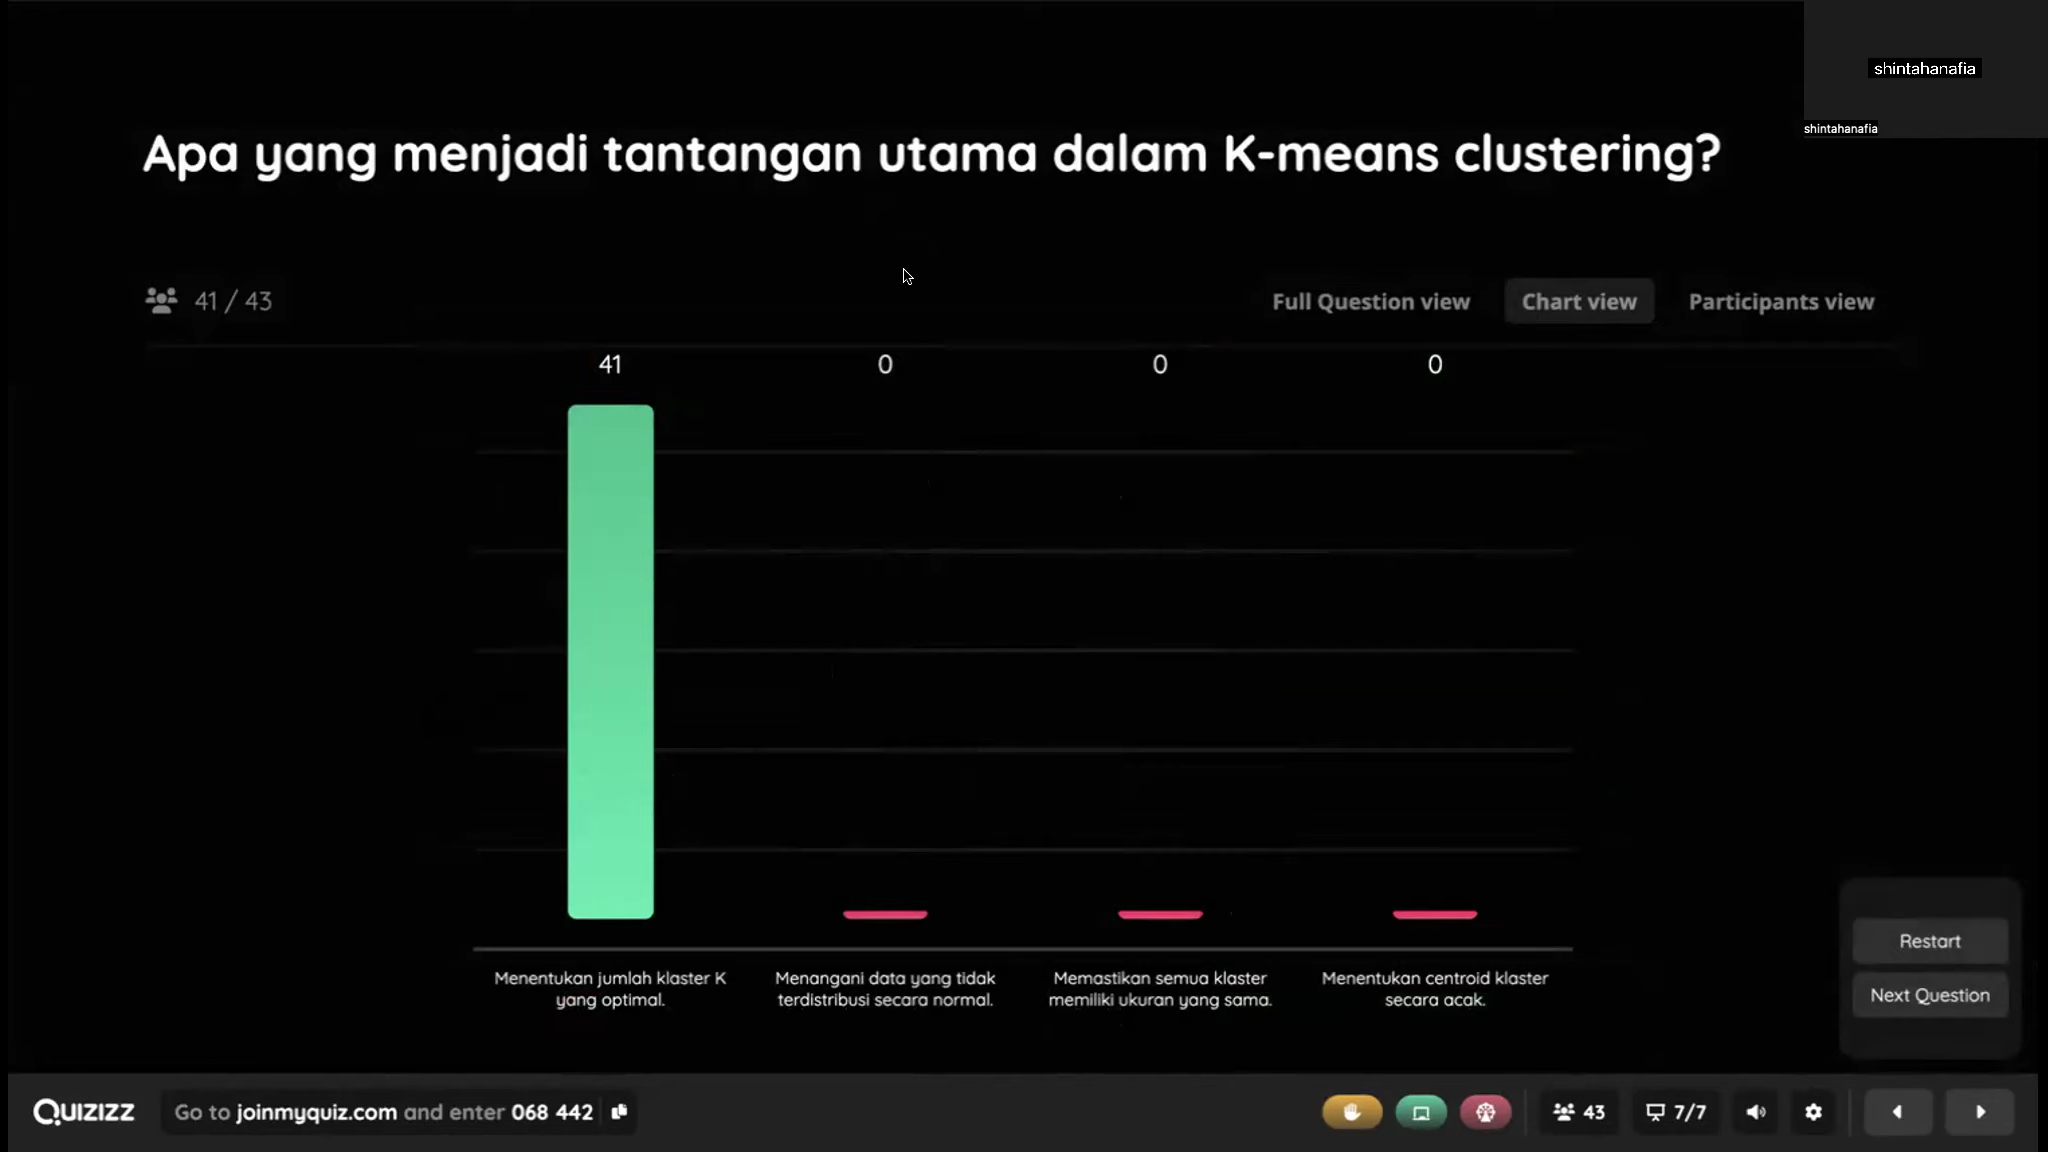 shintahanafia
shintahanafia
Apa yang menjadi tantangan utama dalam K-means clustering?
41 / 43
Full Question view
Chart view
Participants view
41
0
0
0
Menentukan jumlah klaster K
yang optimal.
Menangani data yang tidak
terdistribusi secara normal.
Memastikan semua klaster
memiliki ukuran yang sama.
Menentukan centroid klaster
secara acak.
Restart
Next Question
QUIZIZZ
Go to joinmyquiz.com and enter 068 442
43
7/7